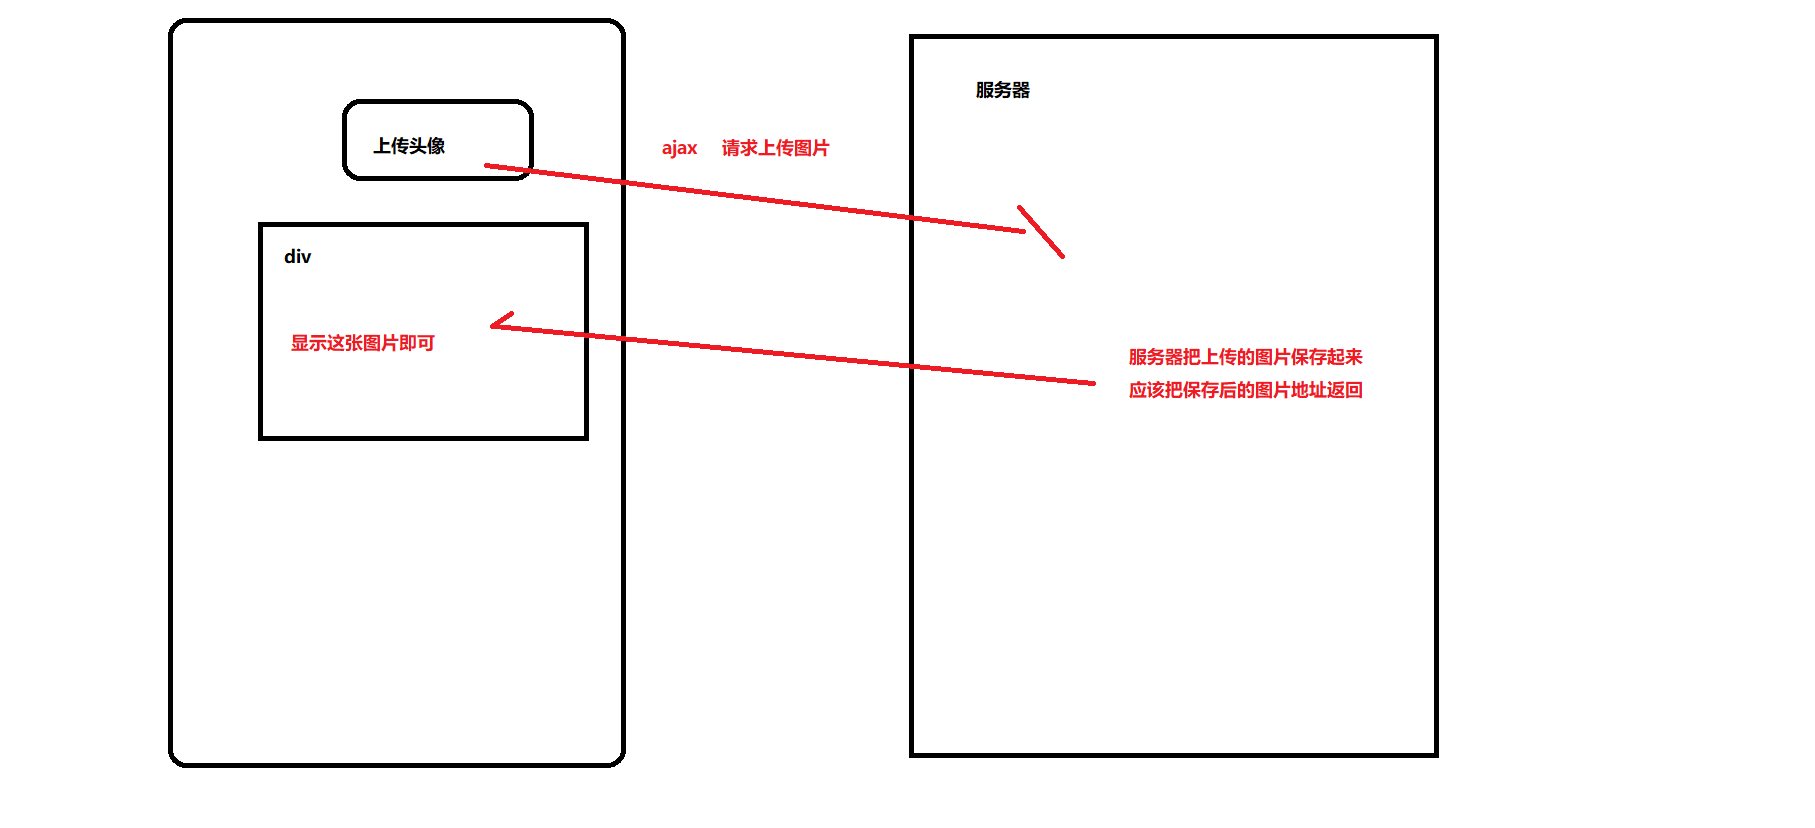 上传头像
div
显示这张图片即可
ajax 请求上传图片
服务器
服务器把上传的图片保存起来
应该把保存后的图片地址返回